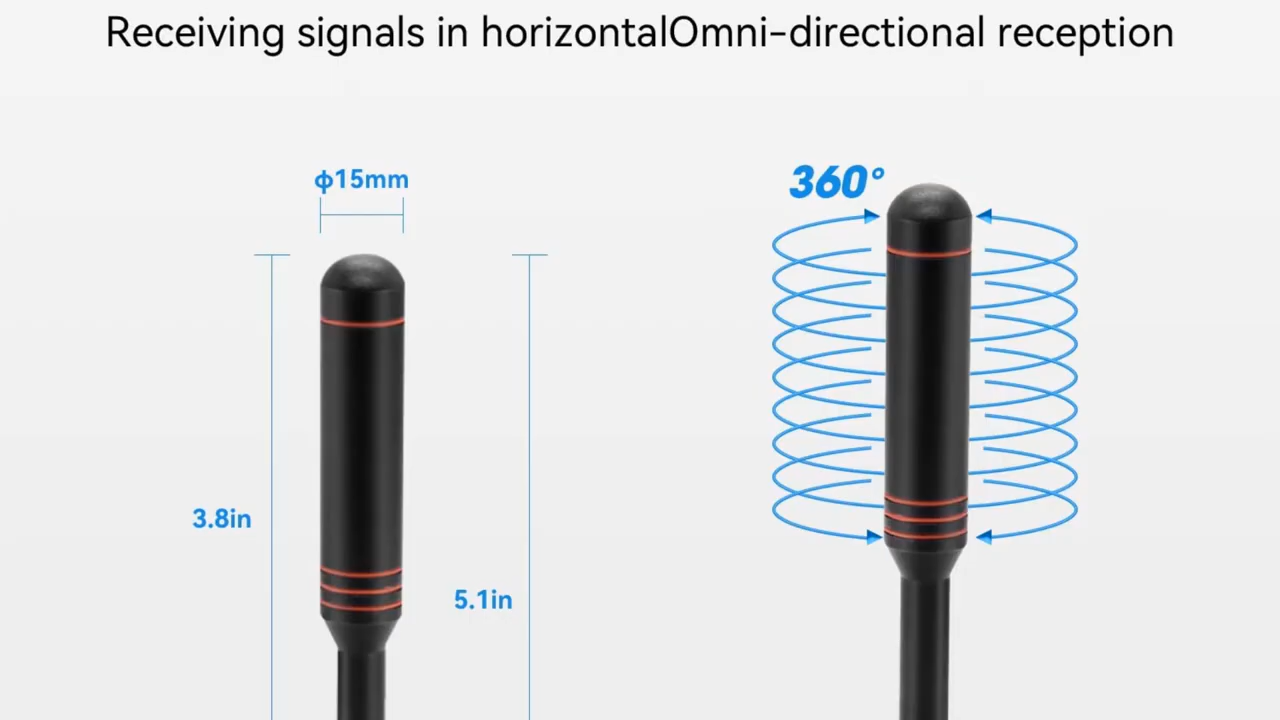 Receiving signals in horizontalOmni-directional reception
ф15mm
360°
3.8in
5.1in